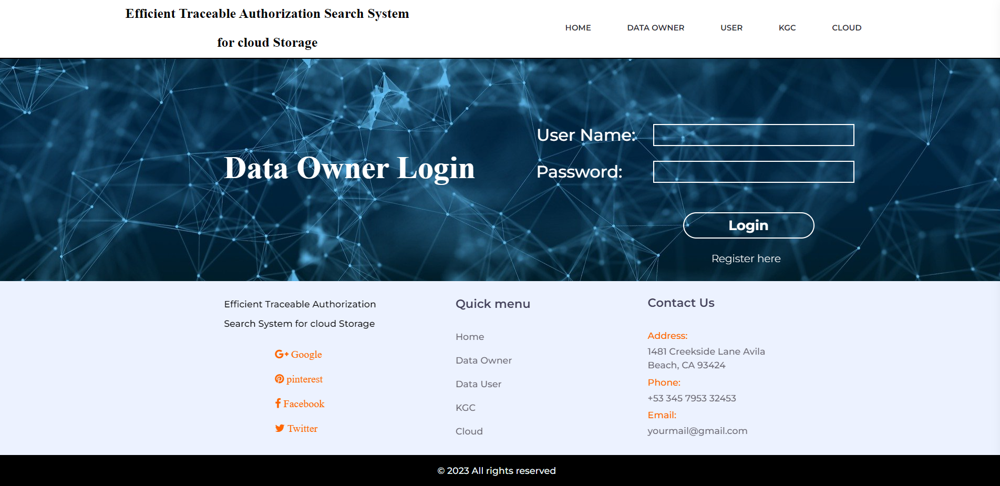 Efficient Traceable Authorization Search System
for cloud Storage
HOME
DATA OWNER
USER
KGC
CLOUD
Data Owner Login
User Name:
Password:
Login
Register here
Efficient Traceable Authorization
Search System for cloud Storage
Google
pinterest
Facebook
Twitter
Quick menu
Home
Data Owner
Data User
KGC
Cloud
Contact Us
Address:
1481 Creekside Lane Avila
Beach, CA 93424
Phone:
+53 345 7953 32453
Email:
yourmail@gmail.com
© 2023 All rights reserved